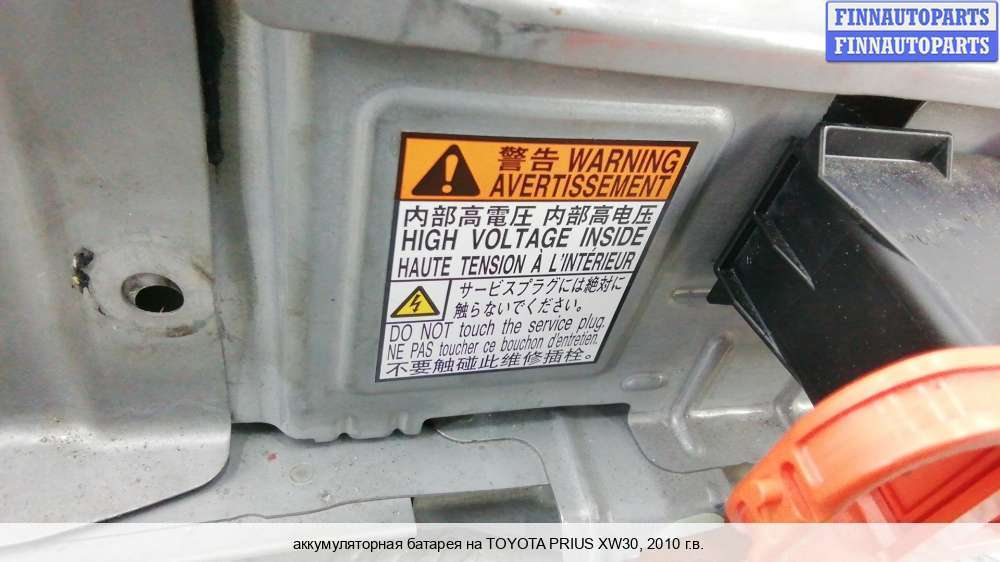 FINNAUTOPARTS
FINNAUTOPARTS
警告 WARNING
AVERTISSEMENT
内部高電圧 内部高电压
HIGH VOLTAGE INSIDE
HAUTE TENSION À L'INTÉRIEUR
サービスプラグには絶対に
触らないでください。
DO NOT touch the service plug.
NE PAS toucher ce bouchon d'entretien.
不要触碰此维修插栓。
аккумуляторная батарея на TOYOTA PRIUS XW30, 2010 г.в.